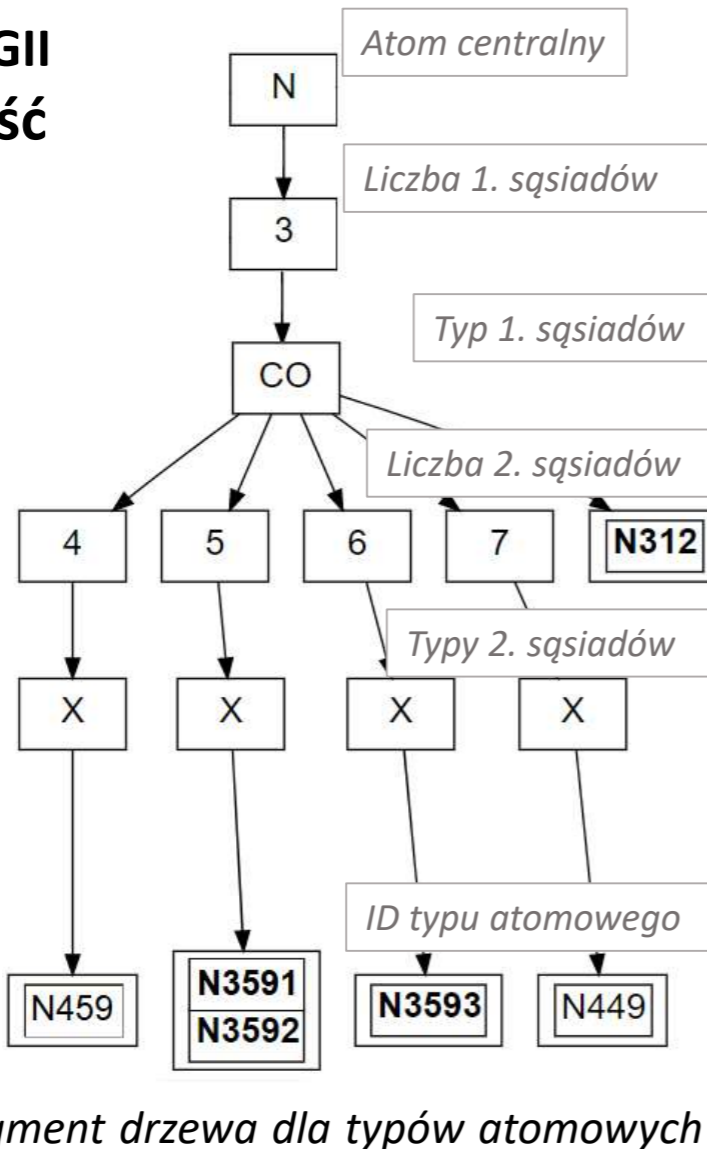 GII
Atom centralny
ść
N
Liczba 1. sąsiadów
3
Typ 1. sąsiadów
CO
Liczba 2. sąsiadów
4 5 6 7 N312
Typy 2. sąsiadów
X X X X
ID typu atomowego
N459 N3591 N3593 N449
N3592
gment drzewa dla typów atomowych